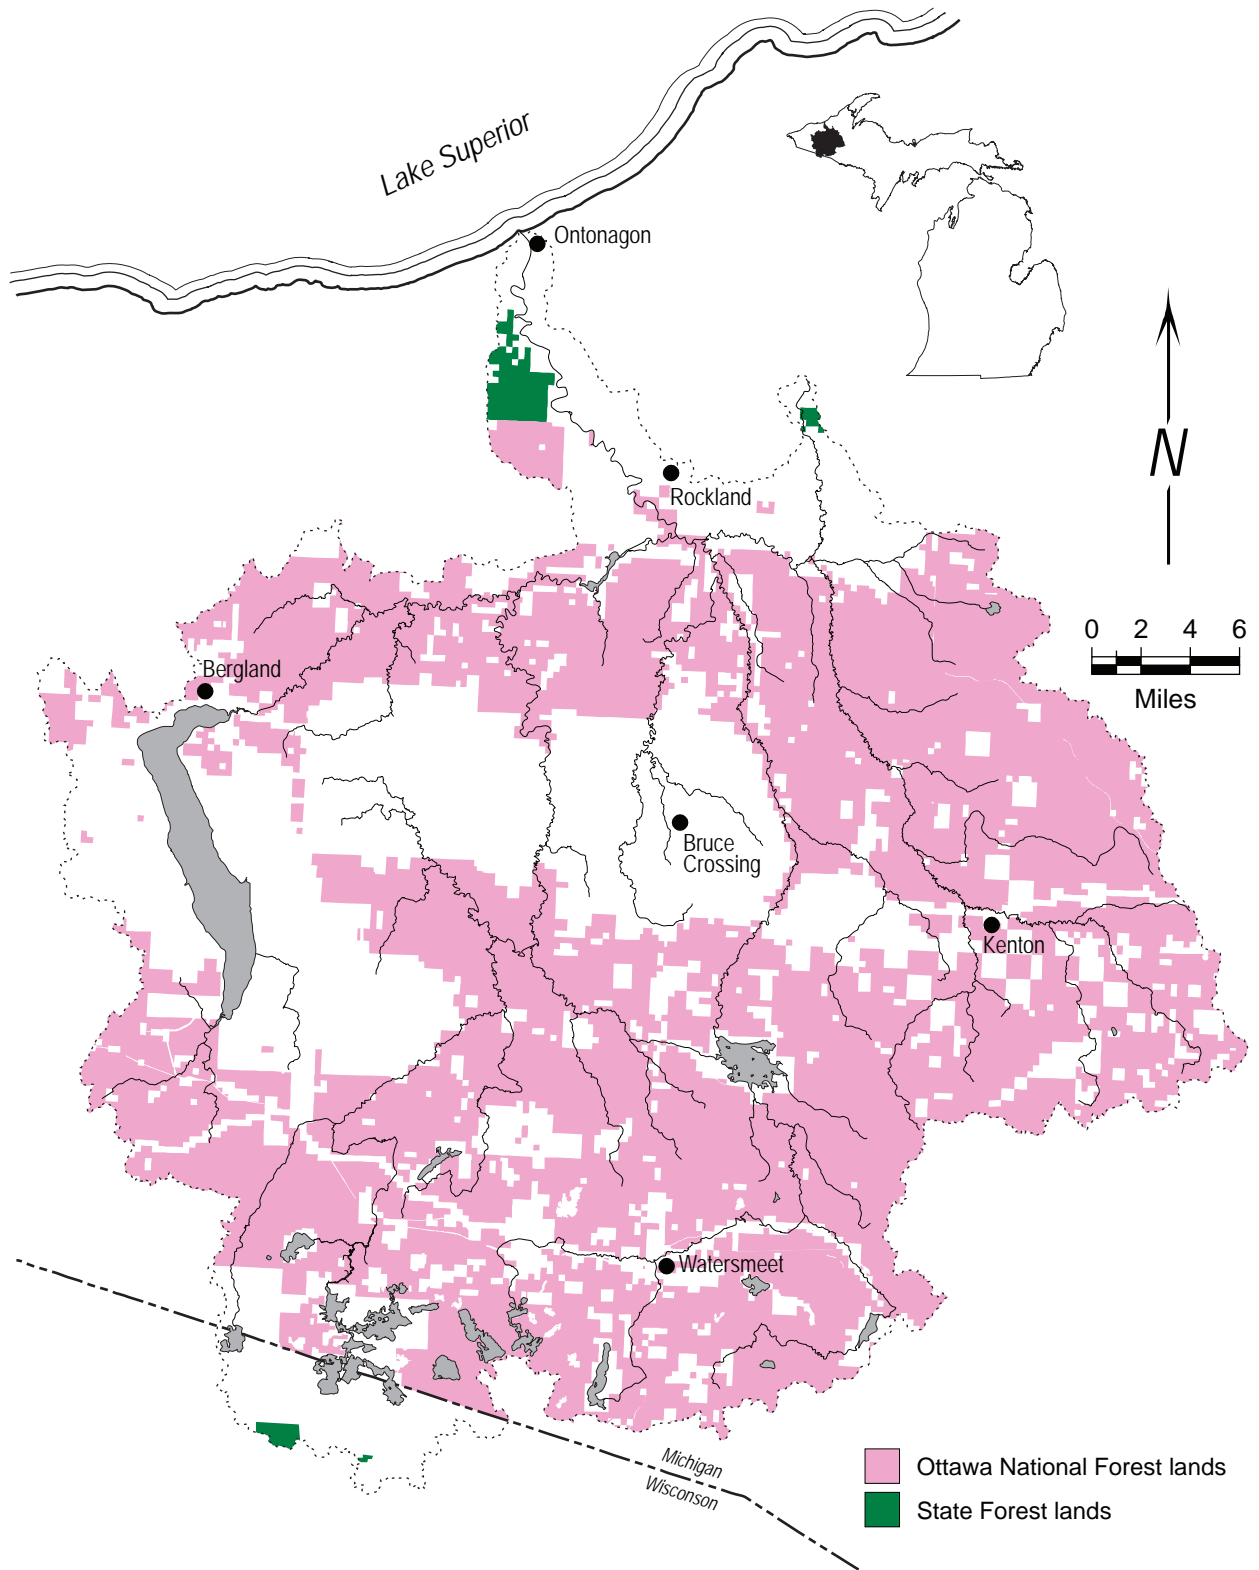 Lake Superior
Ontonagon
N
Rockland
0 2 4 6
Miles
Bergland
Bruce
Crossing
Kenton
Watersmeet
Michigan
Wisconson
Ottawa National Forest lands
State Forest lands